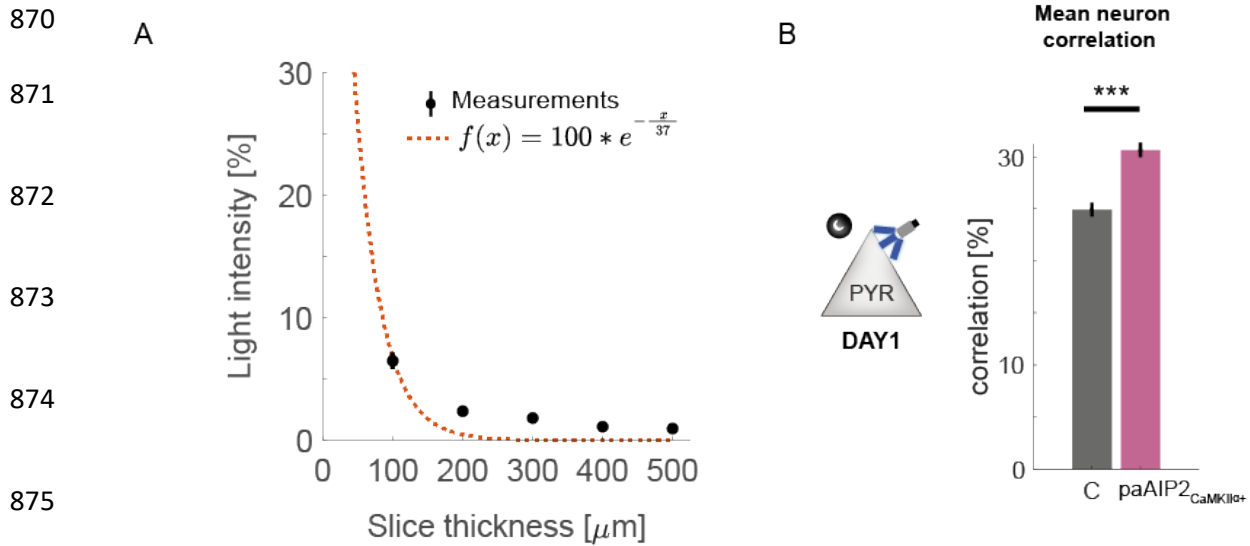 870
871
872
873
874
875
A
Light intensity [%]
30
20
10
0
Measurements
f(x) = 100 * e^{-x/37}
0 100 200 300 400 500
Slice thickness [μm]
B
PYR
DAY1
Mean neuron
correlation
***
correlation [%]
30
10
0
C paAIP2CaMKIIα+